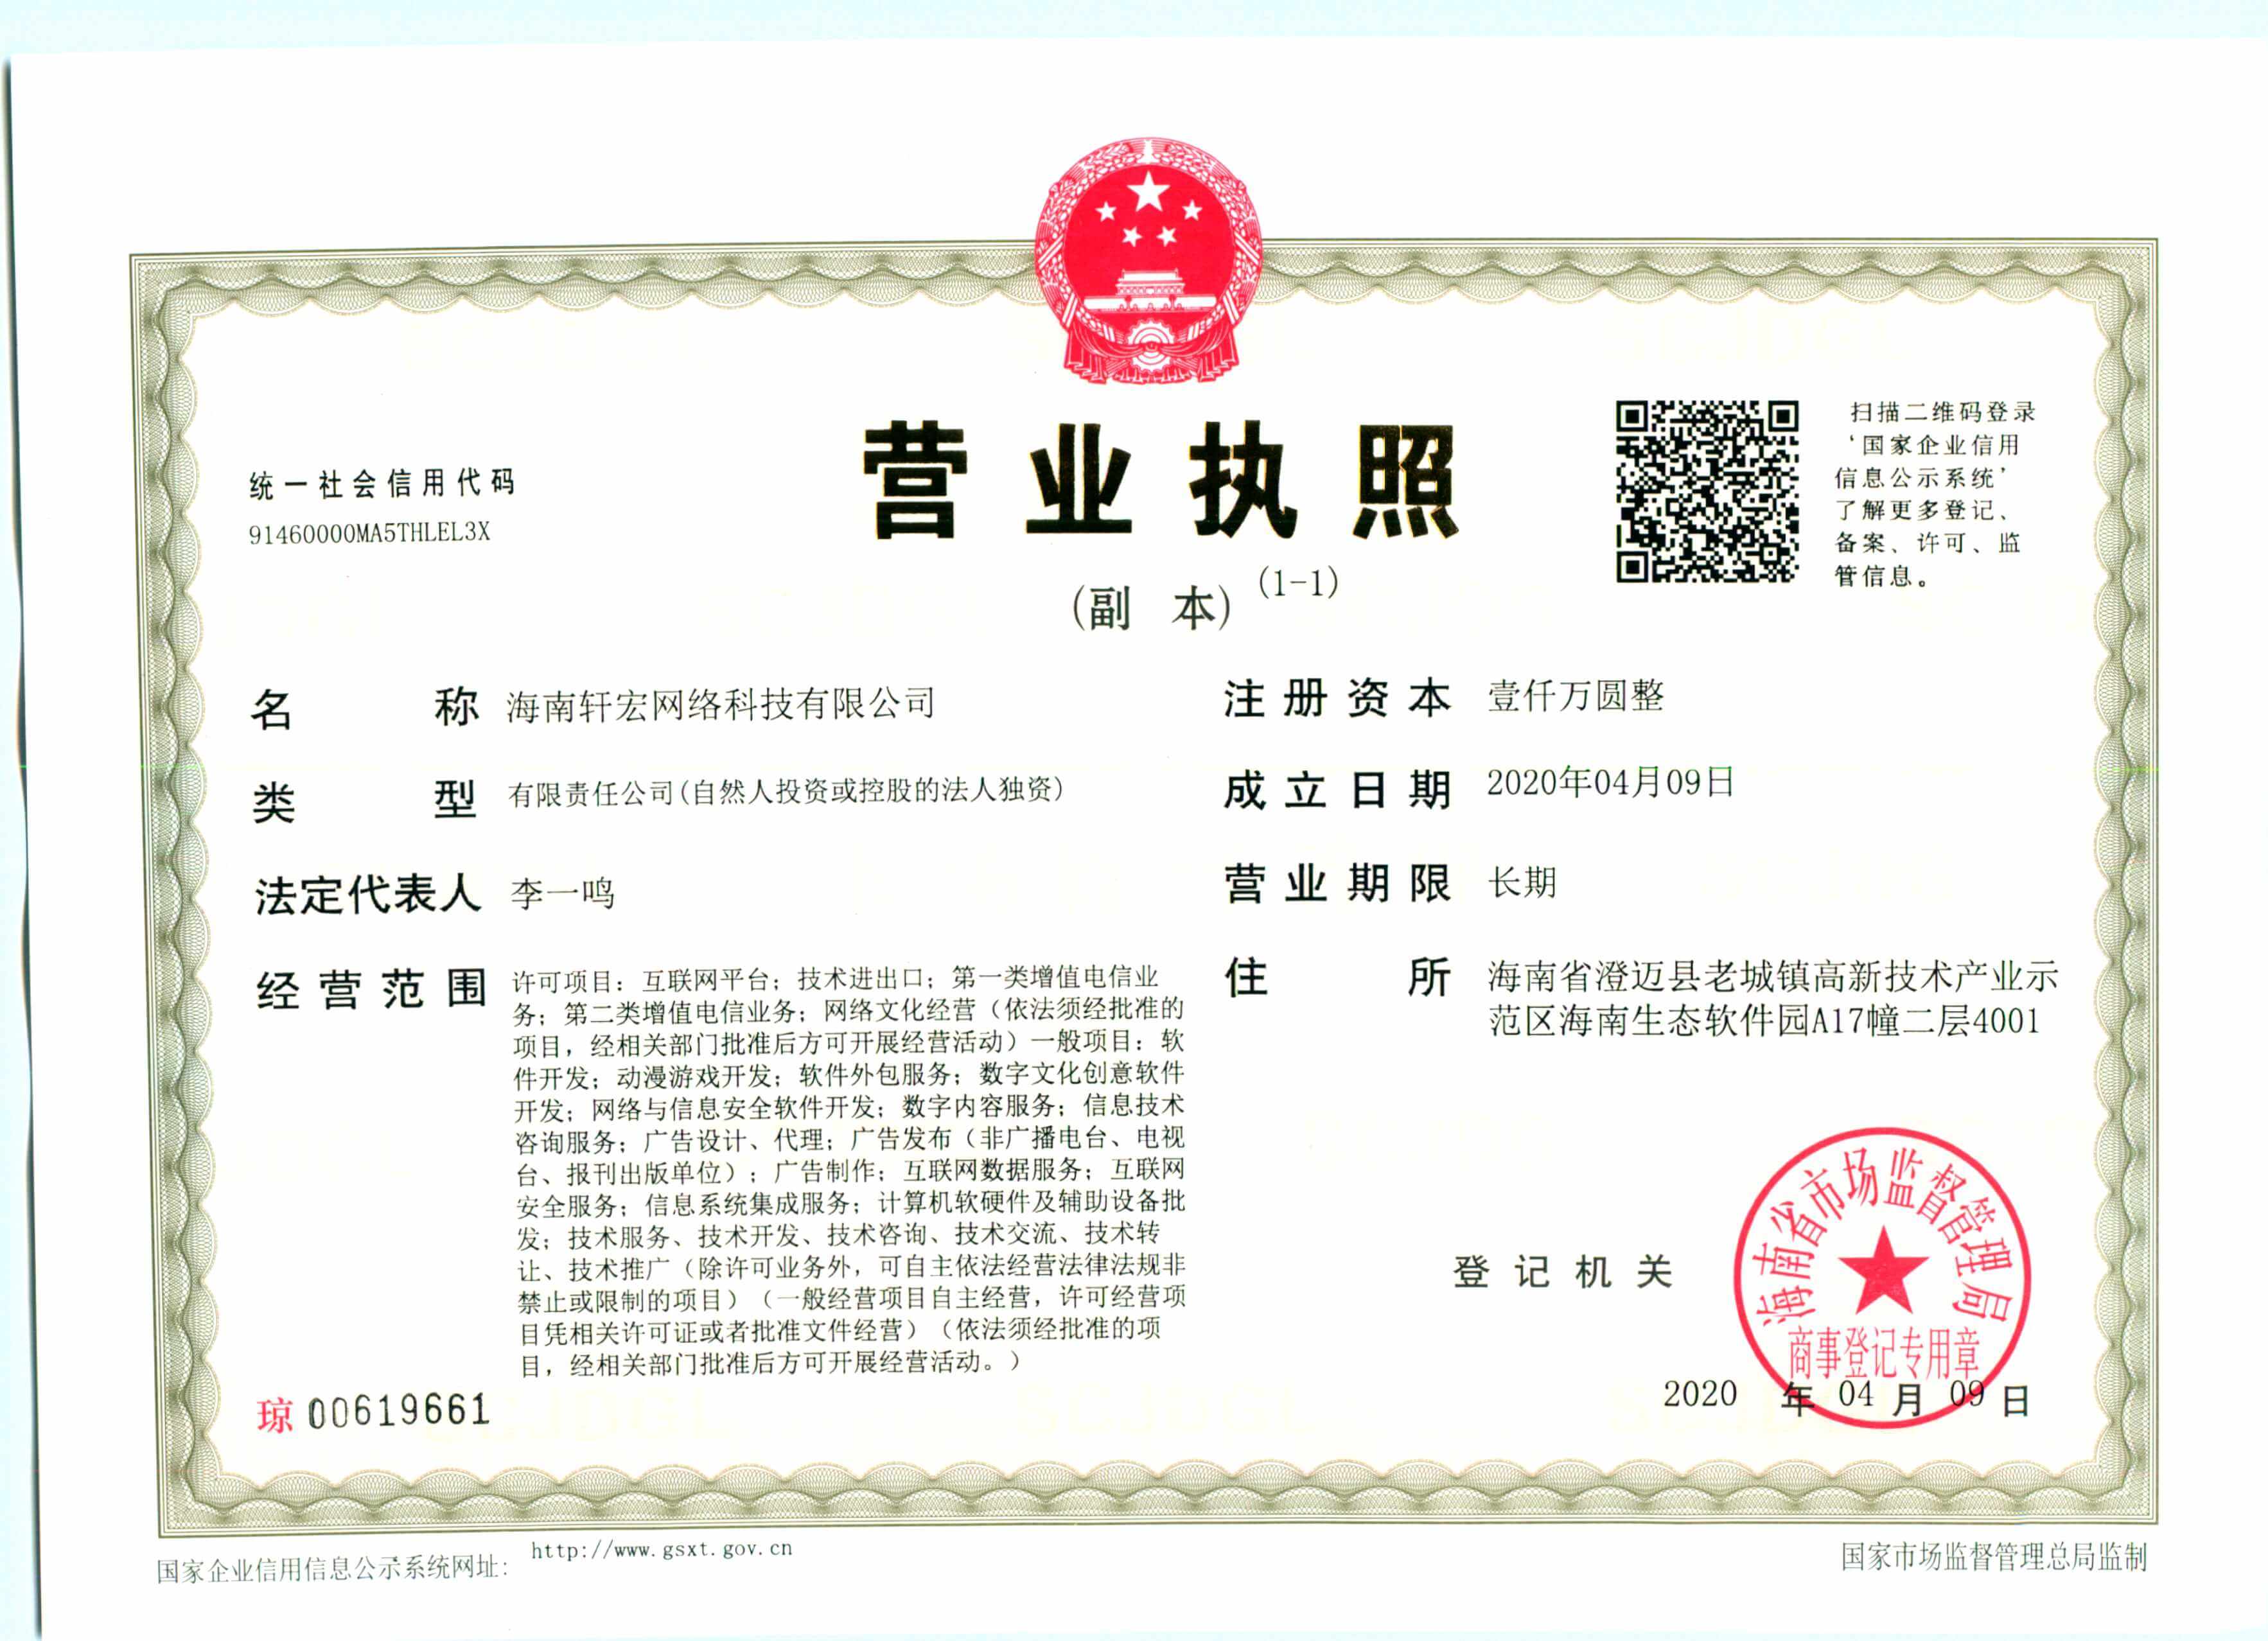 营业执照
(副 本) (1-1)
统一社会信用代码
91460000MA5THLEL3X
扫描二维码登录
‘国家企业信用
信息公示系统’
了解更多登记、
备案、许可、监
管信息。
名 称 海南轩宏网络科技有限公司
类 型 有限责任公司(自然人投资或控股的法人独资)
法定代表人 李一鸣
经营范围 许可项目：互联网平台；技术进出口；第一类增值电信业
务；第二类增值电信业务；网络文化经营（依法须经批准的
项目，经相关部门批准后方可开展经营活动）一般项目：软
件开发；动漫游戏开发；软件外包服务；数字文化创意软件
开发；网络与信息安全软件开发；数字内容服务；信息技术
咨询服务；广告设计、代理；广告发布（非广播电台、电视
台、报刊出版单位）；广告制作；互联网数据服务；互联网
安全服务；信息系统集成服务；计算机软硬件及辅助设备批
发；技术服务、技术开发、技术咨询、技术交流、技术转
让、技术推广（除许可业务外，可自主依法经营法律法规非
禁止或限制的项目）（一般经营项目自主经营，许可经营项
目凭相关许可证或者批准文件经营）（依法须经批准的项
目，经相关部门批准后方可开展经营活动。）
注册资本 壹仟万圆整
成立日期 2020年04月09日
营业期限 长期
住 所 海南省澄迈县老城镇高新技术产业示
范区海南生态软件园A17幢二层4001
登记机关
海南省市场监督管理局
商事登记专用章
2020 年 04 月 09 日
琼 00619661
国家企业信用信息公示系统网址： http://www.gsxt.gov.cn
国家市场监督管理总局监制